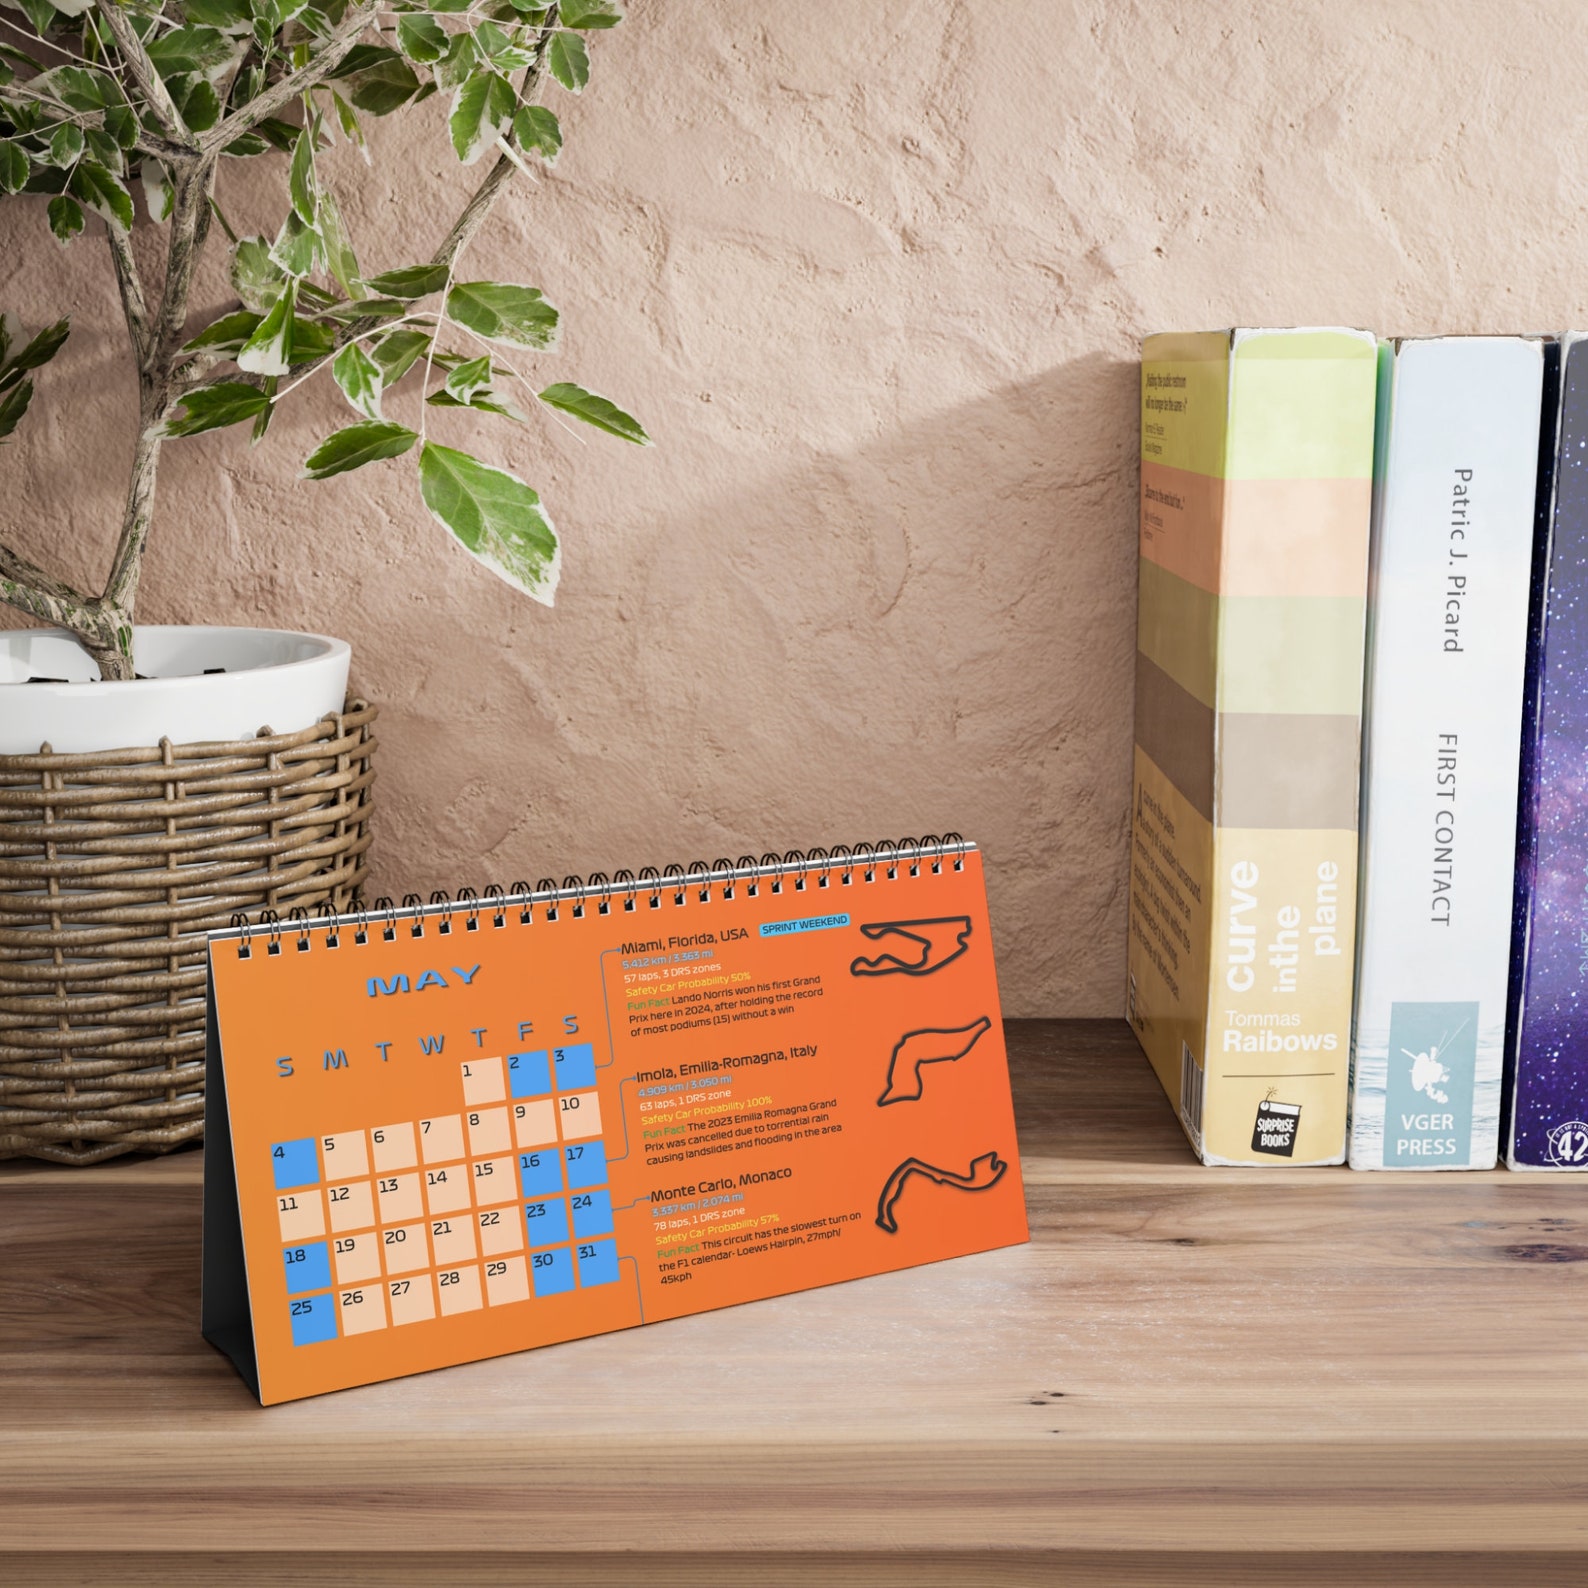 MAY
S M T W T F S
1 2 3
4 5 6 7 8 9 10
11 12 13 14 15 16 17
18 19 20 21 22 23 24
25 26 27 28 29 30 31
Miami, Florida, USA SPRINT WEEKEND
5.412 km / 3.363 mi
57 laps, 3 DRS zones
Safety Car Probability 50%
Fun Fact Lando Norris won his first Grand
Prix here in 2024, after holding the record
of most podiums (15) without a win
Imola, Emilia-Romagna, Italy
4.909 km / 3.050 mi
63 laps, 1 DRS zone
Safety Car Probability 100%
Fun Fact The 2023 Emilia Romagna Grand
Prix was cancelled due to torrential rain
causing landslides and flooding in the area
Monte Carlo, Monaco
3.337 km / 2.074 mi
78 laps, 1 DRS zone
Safety Car Probability 57%
Fun Fact This circuit has the slowest turn on
the F1 calendar- Loews Hairpin, 27mph/
45kph
curve
in the
plane
Tommas
Raibows
SURPRISE
BOOKS
Patric J. Picard
FIRST CONTACT
VGER
PRESS
42